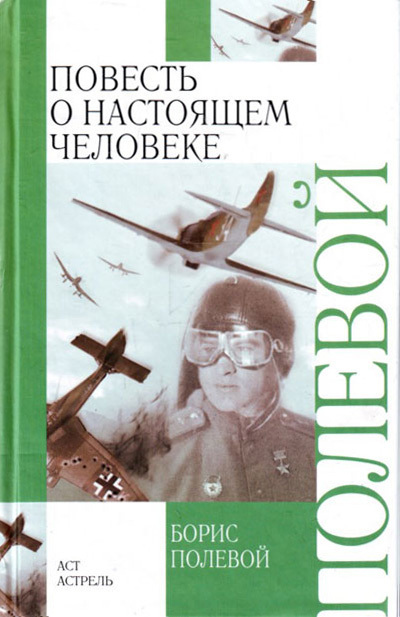 ПОВЕСТЬ
О НАСТОЯЩЕМ
ЧЕЛОВЕКЕ
ПОЛЕВОЙ
БОРИС
ПОЛЕВОЙ
АСТ
АСТРЕЛЬ